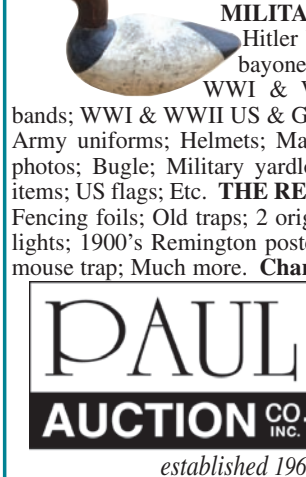 MILITA
Hitler
bayone
WWI & W
bands; WWI & WWII US & G
Army uniforms; Helmets; Ma
photos; Bugle; Military yardl
items; US flags; Etc. THE RE
Fencing foils; Old traps; 2 orig
lights; 1900's Remington poste
mouse trap; Much more. Char
PAUL
AUCTION CO.
INC.
established 196